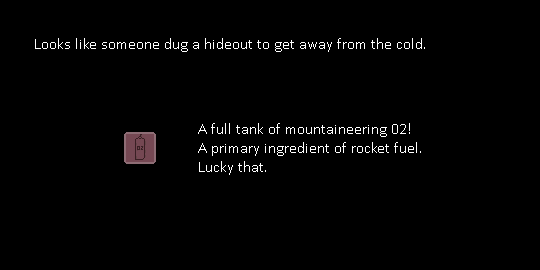 Looks like someone dug a hideout to get away from the cold.
A full tank of mountaineering O2!
A primary ingredient of rocket fuel.
Lucky that.